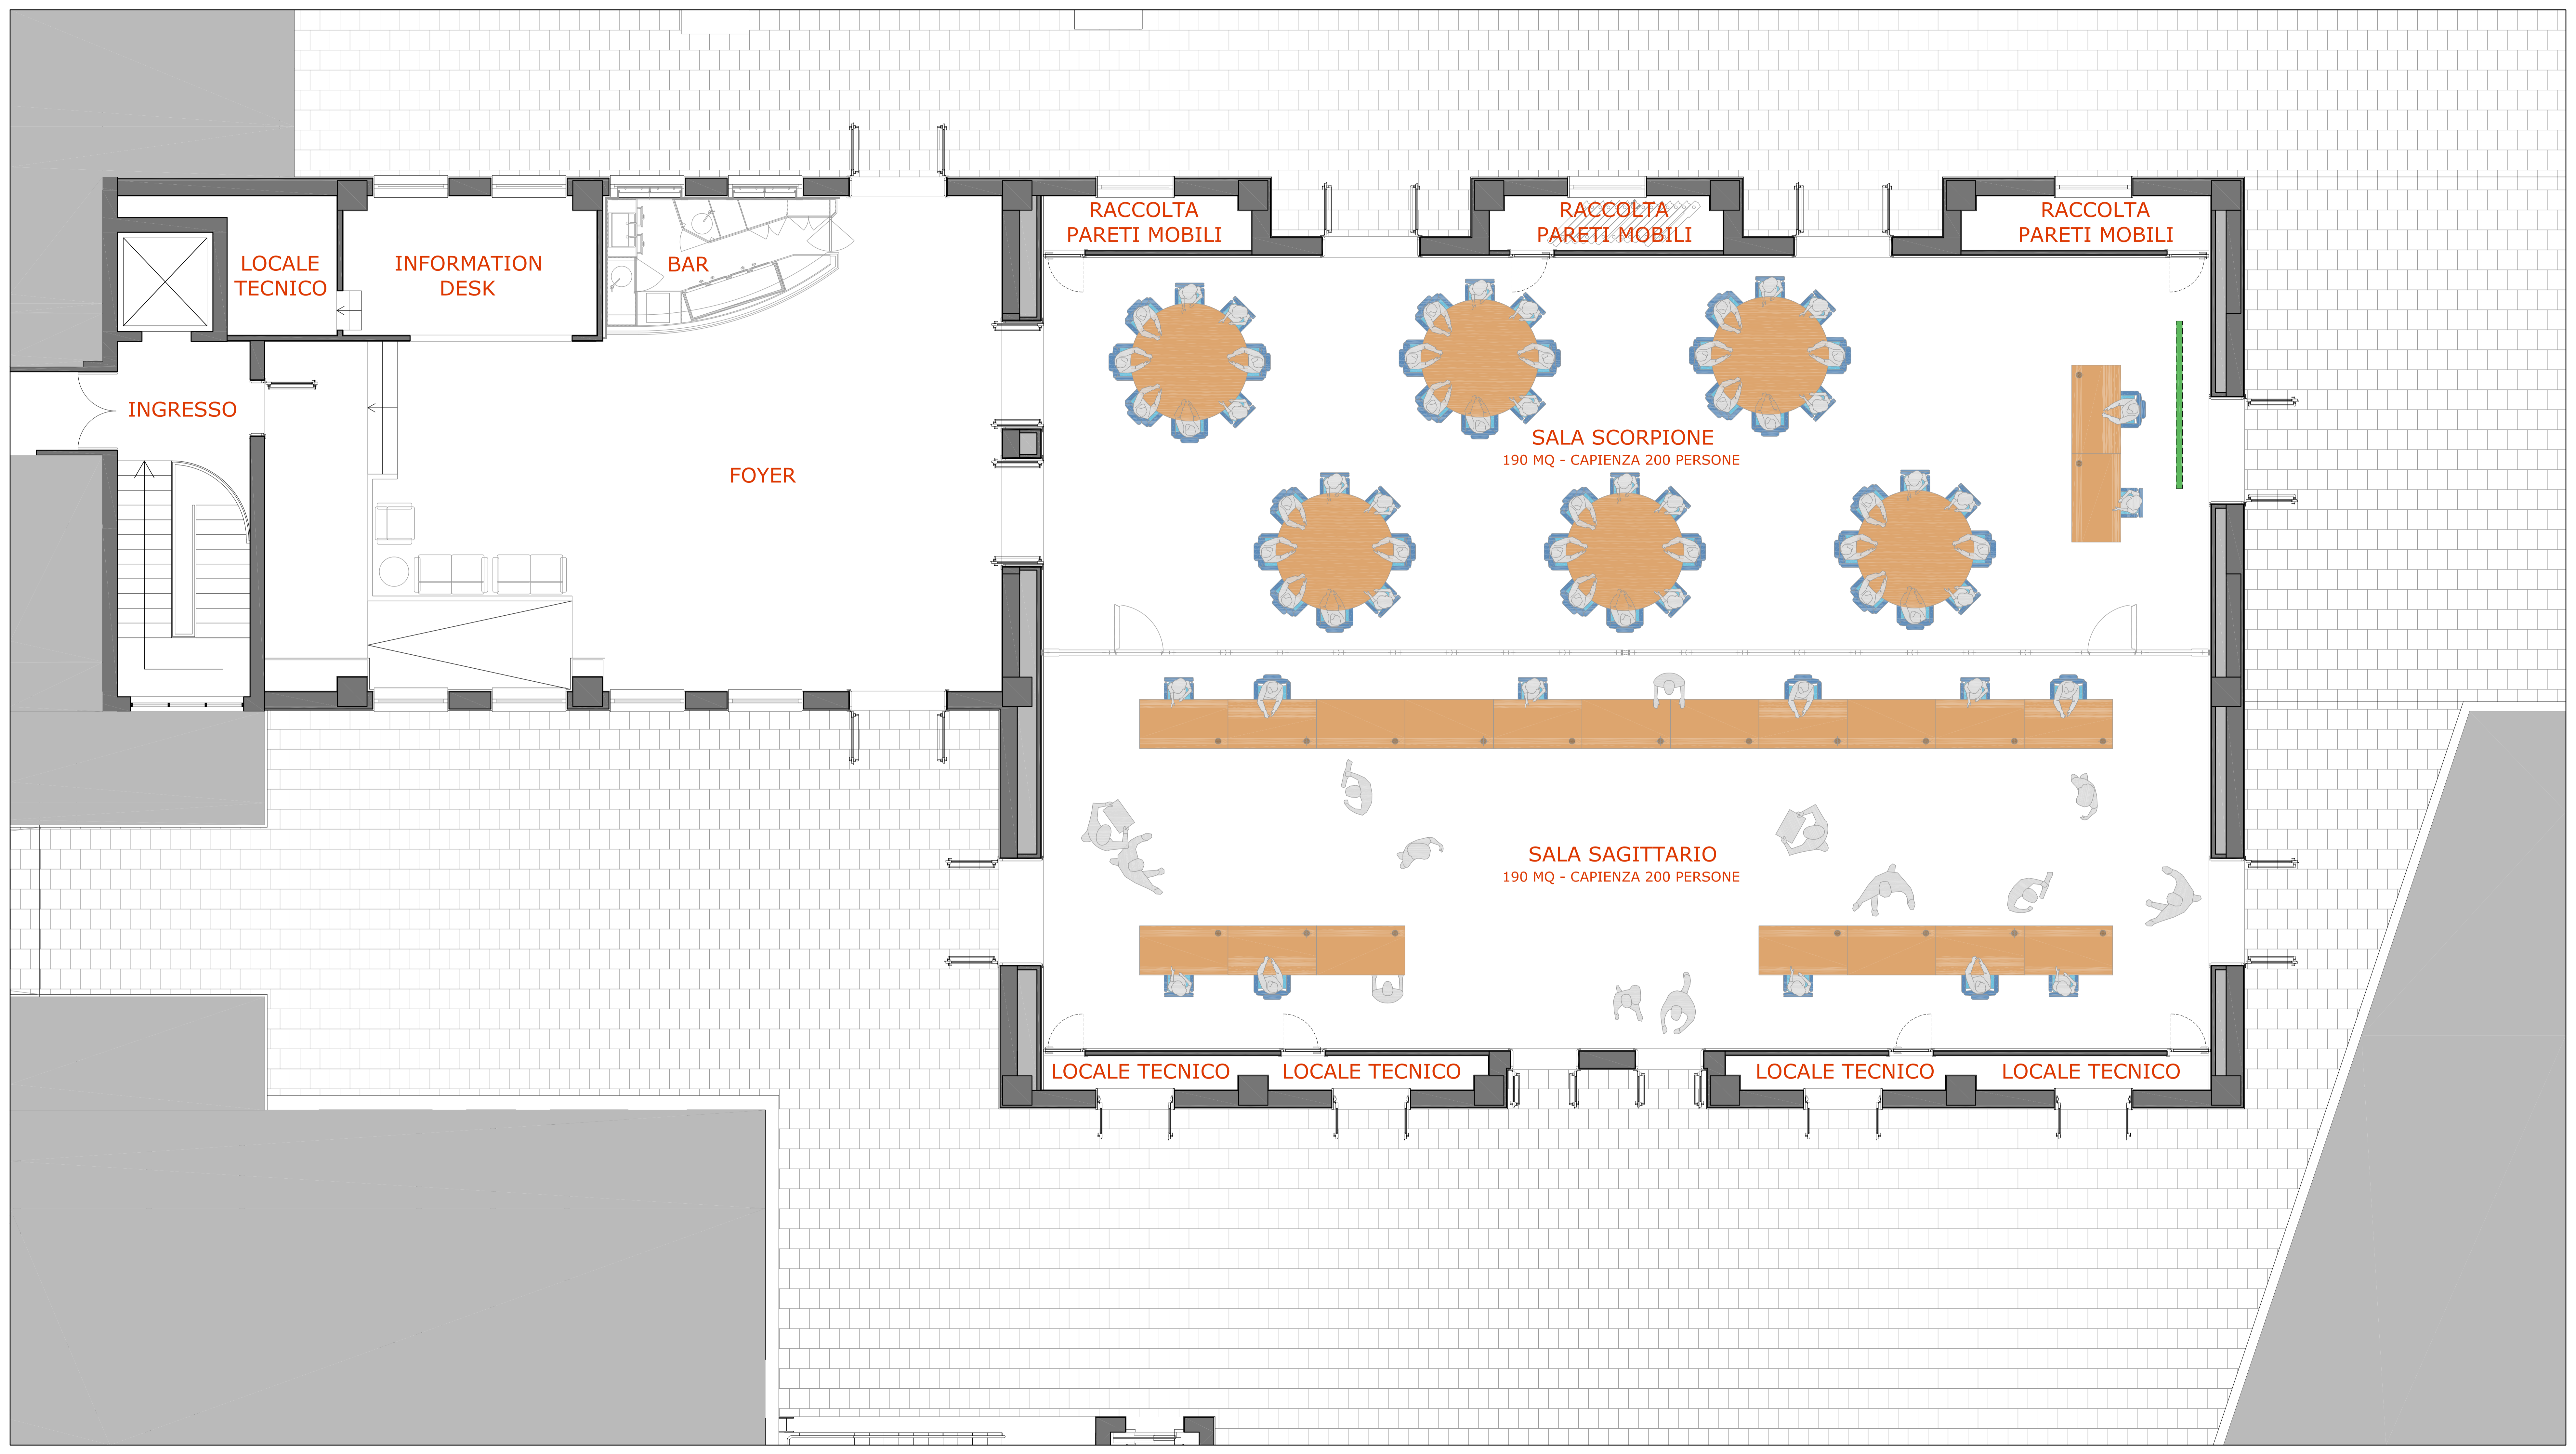 RACCOLTA
PARETI MOBILI
RACCOLTA
PARETI MOBILI
RACCOLTA
PARETI MOBILI
LOCALE
TECNICO
INFORMATION
DESK
BAR
INGRESSO
FOYER
SALA SCORPIONE
190 MQ - CAPIENZA 200 PERSONE
SALA SAGITTARIO
190 MQ - CAPIENZA 200 PERSONE
LOCALE TECNICO
LOCALE TECNICO
LOCALE TECNICO
LOCALE TECNICO